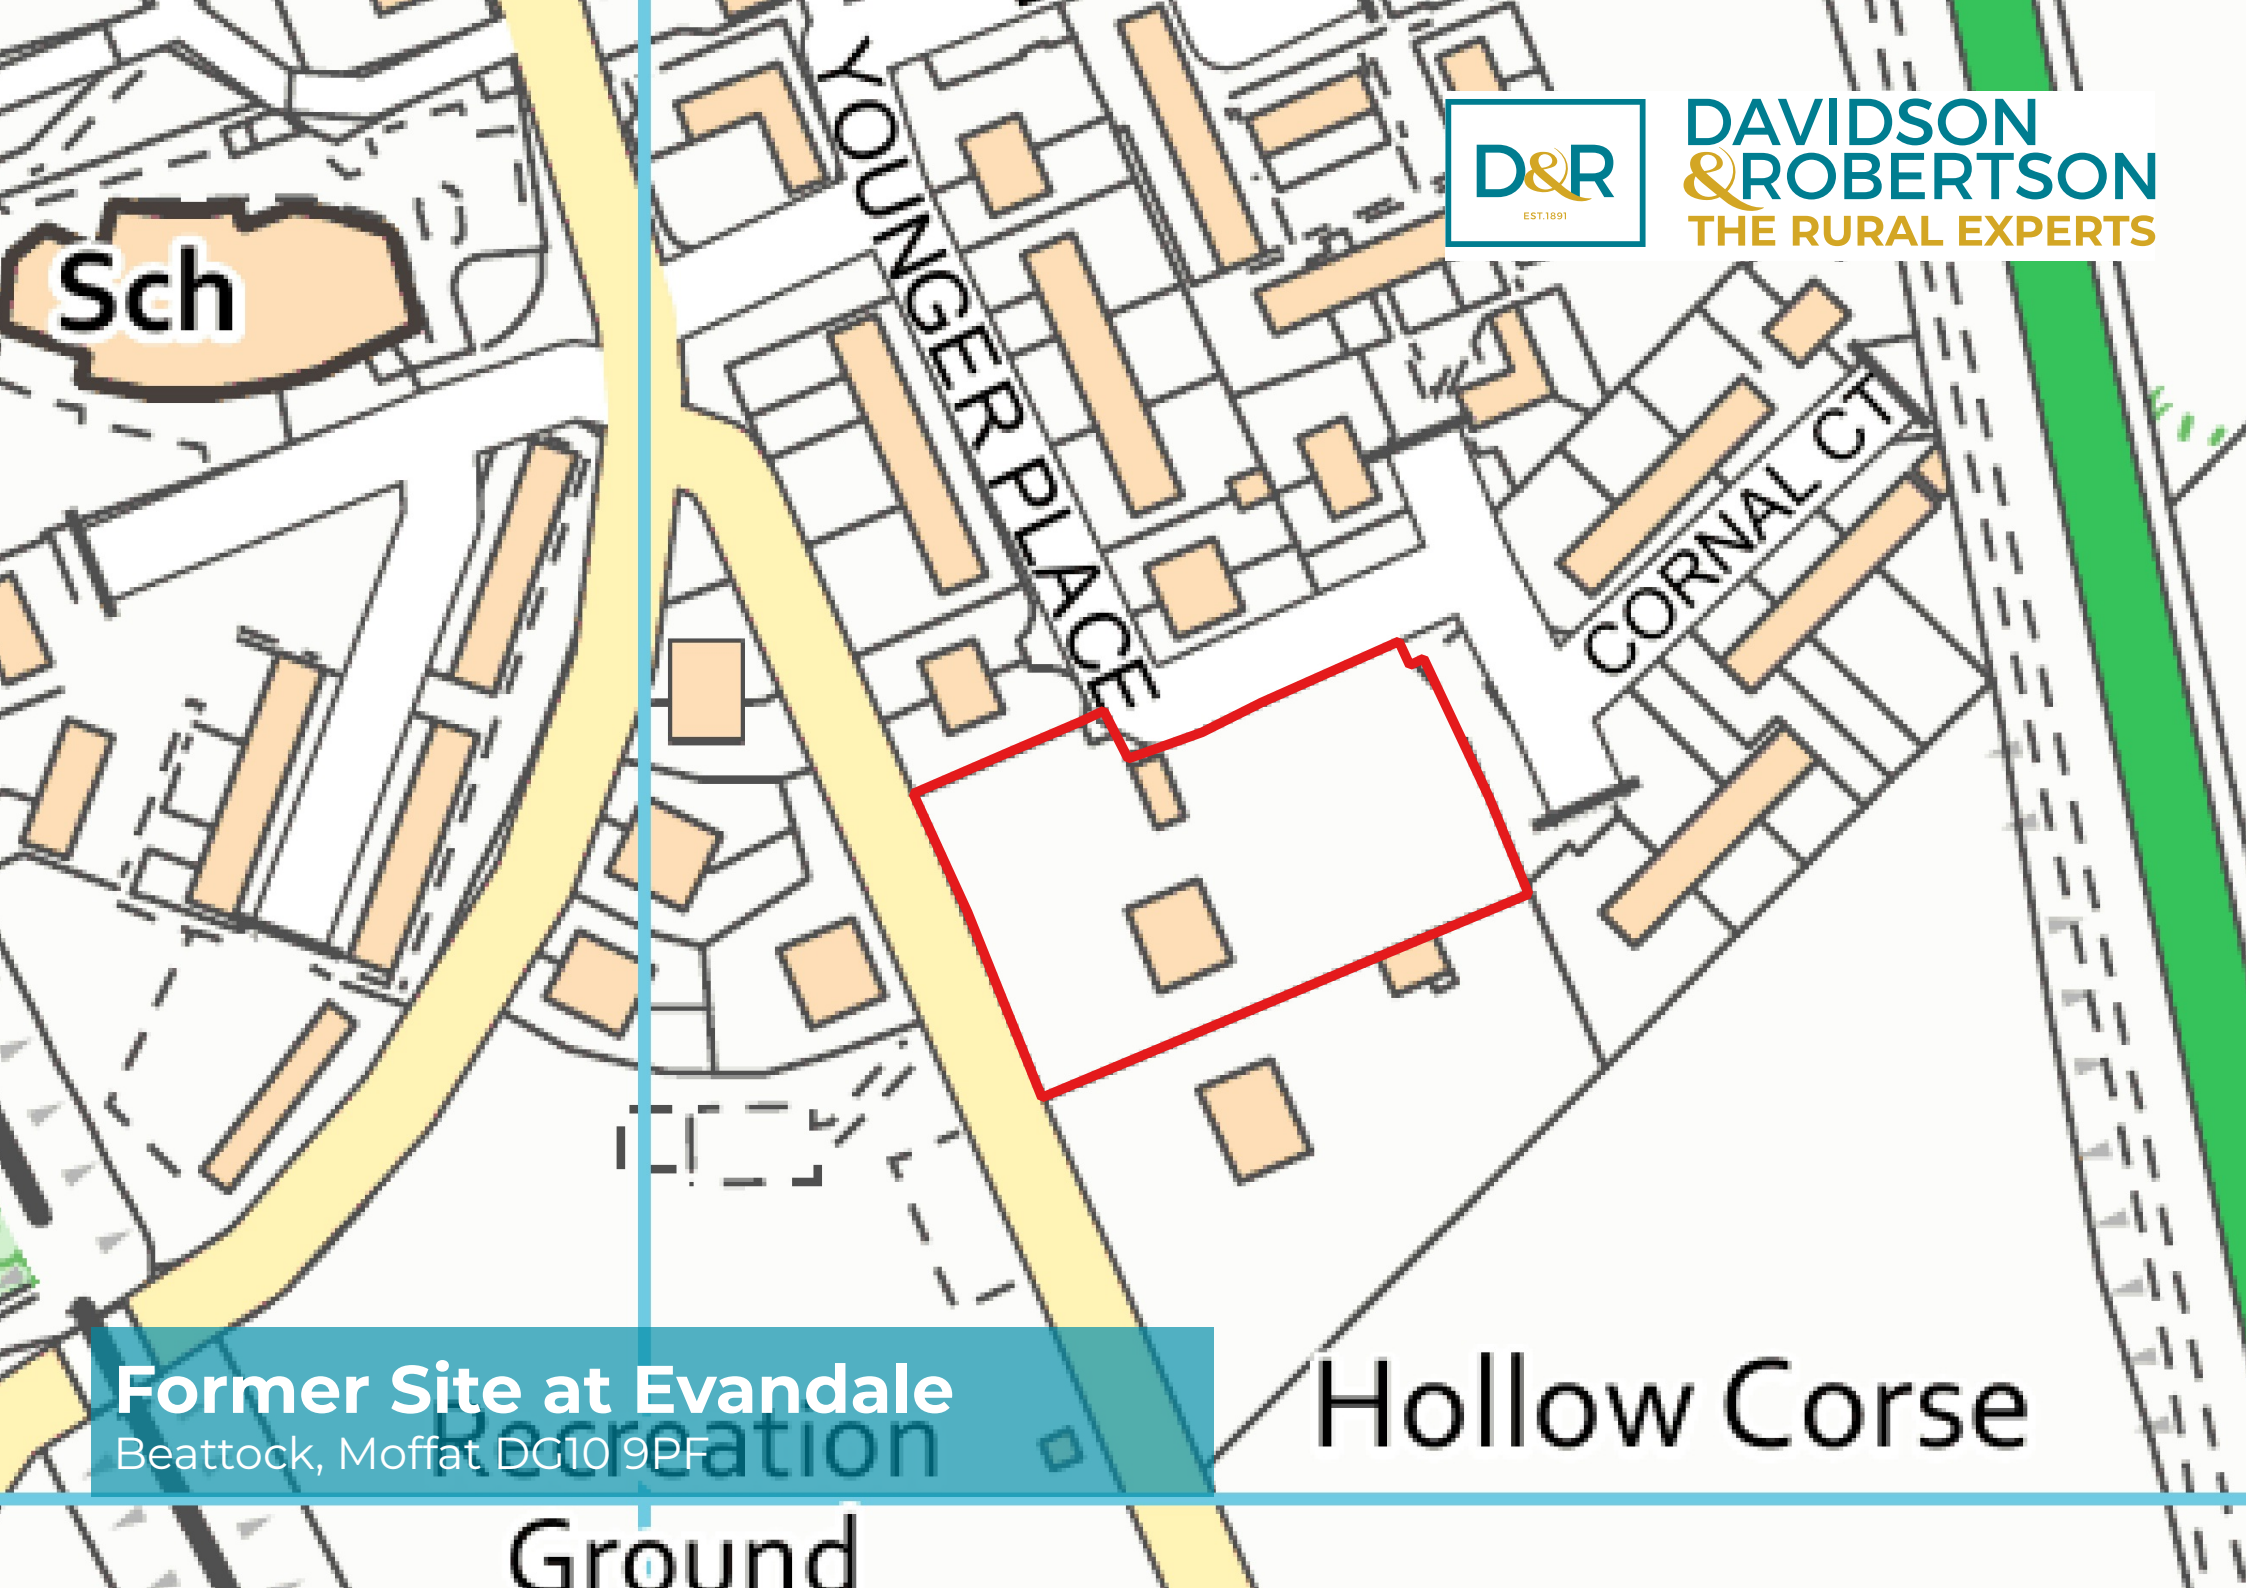 YOUNGER PLACE
D&R
EST.1891
DAVIDSON
&ROBERTSON
THE RURAL EXPERTS
Sch
CORNAL CT
Former Site at Evandale
Beattock, Moffat DG10 9PF
Recreation
Ground
Hollow Corse